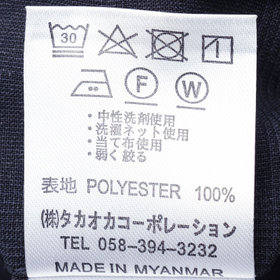 30
F W
・中性洗剤使用
・洗濯ネット使用
・当て布使用
・弱く絞る
表地 POLYESTER 100%
㈱タカオカコーポレーション
TEL 058-394-3232
MADE IN MYANMAR